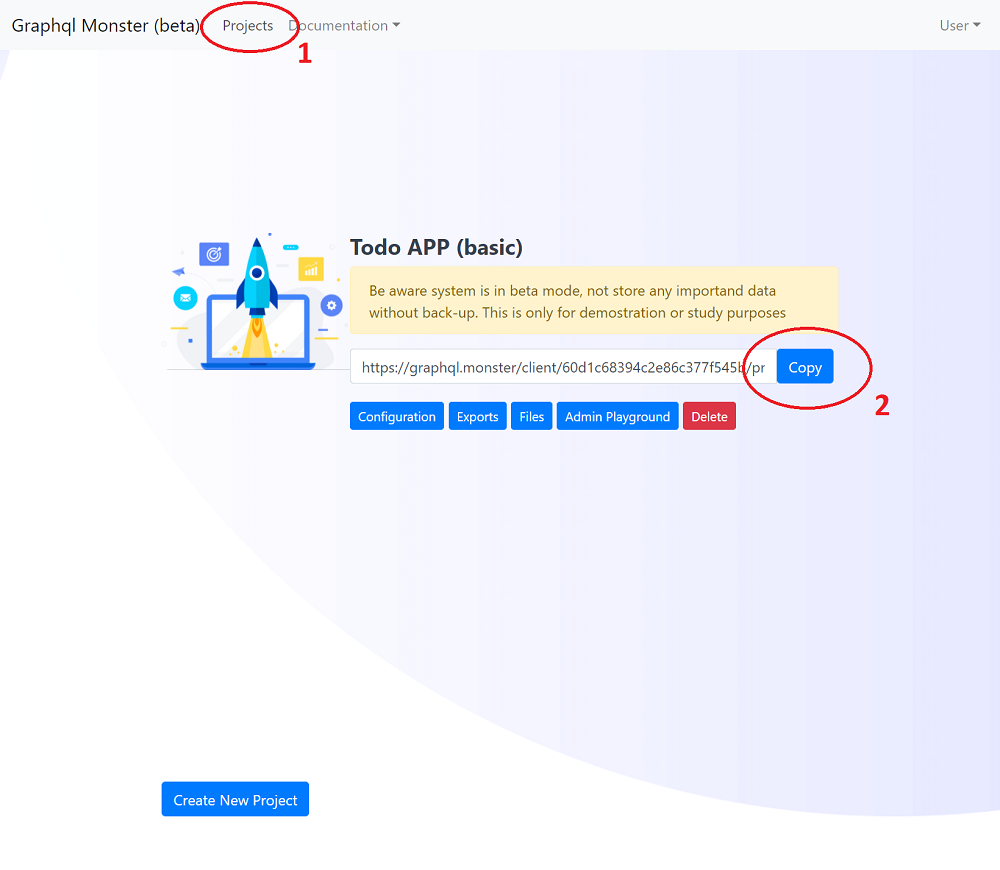 Graphql Monster (beta) Projects Documentation User
1
Todo APP (basic)
Be aware system is in beta mode, not store any importand data
without back-up. This is only for demostration or study purposes
https://graphql.monster/client/60d1c68394c2e86c377f545b/pr Copy
2
Configuration Exports Files Admin Playground Delete
Create New Project